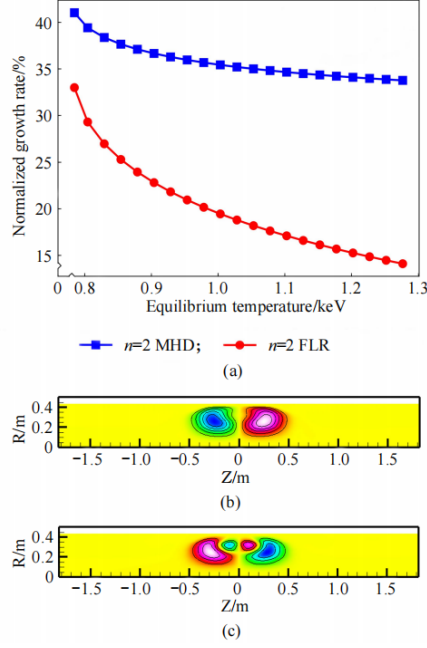 Normalized growth rate/%
40
35
30
25
20
15
0 0.8 0.9 1.0 1.1 1.2 1.3
Equilibrium temperature/keV
n=2 MHD; n=2 FLR
(a)
R/m
0.4
0.2
0
−1.5 −1.0 −0.5 0 0.5 1.0 1.5
Z/m
(b)
R/m
0.4
0.2
0
−1.5 −1.0 −0.5 0 0.5 1.0 1.5
Z/m
(c)